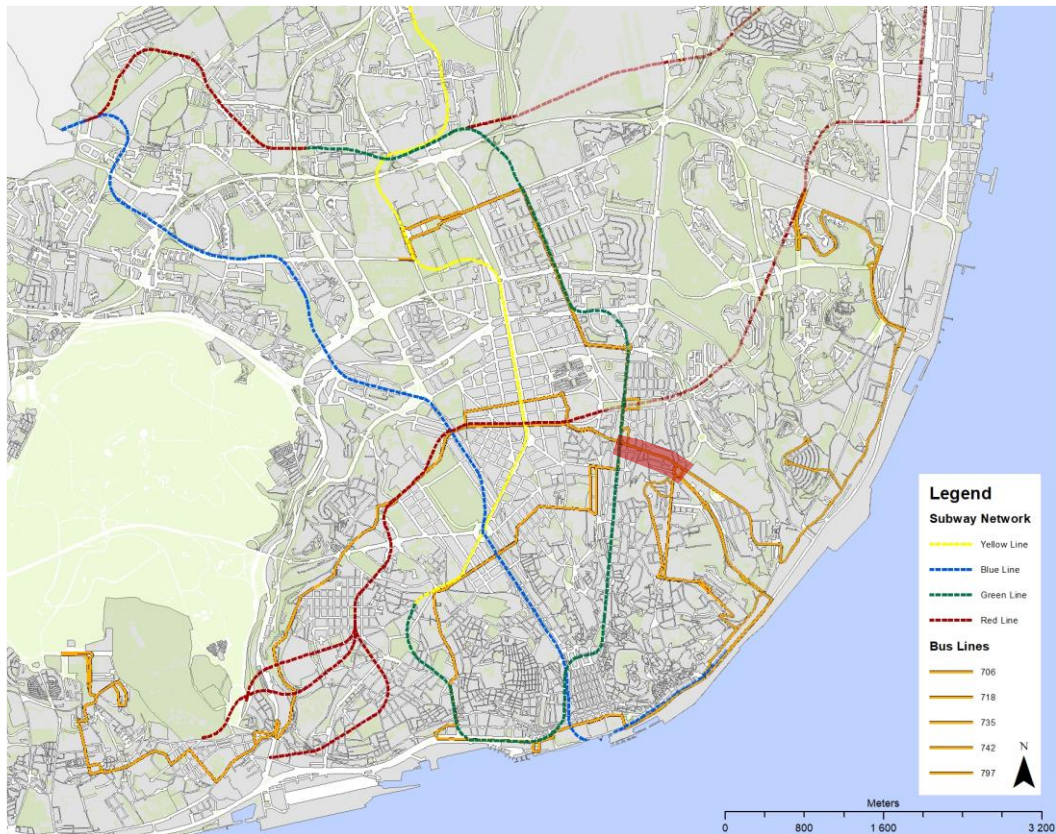 Legend
Subway Network
Yellow Line
Blue Line
Green Line
Red Line
Bus Lines
706
718
735
742
797
N
Meters
0 800 1 600 3 200